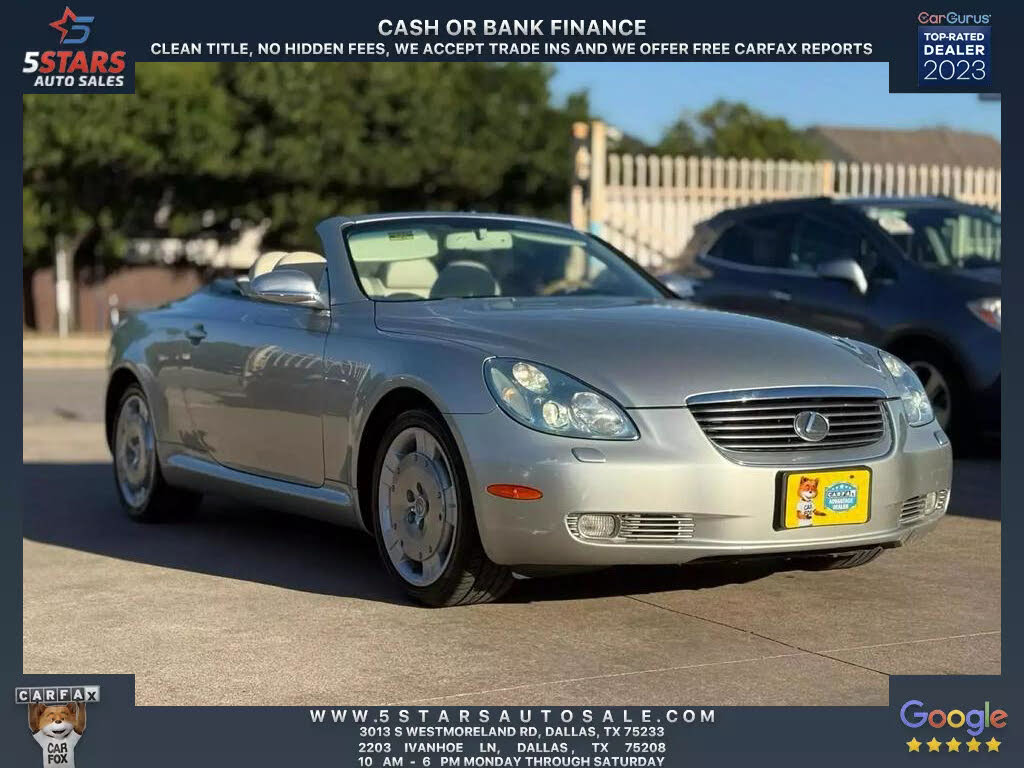 5STARS
AUTO SALES
CASH OR BANK FINANCE
CLEAN TITLE, NO HIDDEN FEES, WE ACCEPT TRADE INS AND WE OFFER FREE CARFAX REPORTS
CarGurus
TOP-RATED
DEALER
2023
CAR
FOX
CARFAX
ADVANTAGE
DEALER
CARFAX
CAR
FOX
WWW.5STARSAUTOSALE.COM
3013 S WESTMORELAND RD, DALLAS, TX 75233
2203 IVANHOE LN, DALLAS, TX 75208
10 AM - 6 PM MONDAY THROUGH SATURDAY
Google